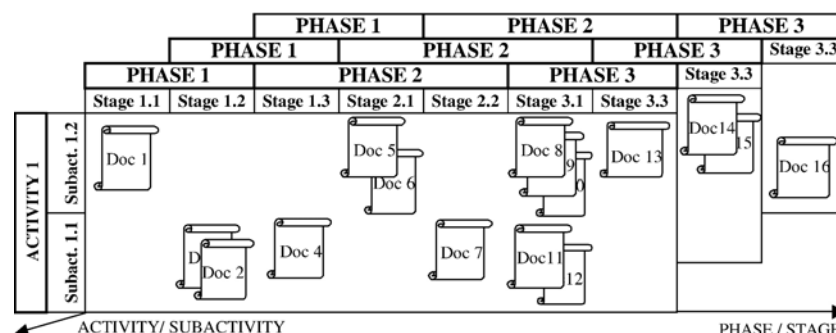 PHASE 1 PHASE 2 PHASE 3
PHASE 1 PHASE 2 PHASE 3 Stage 3.3
PHASE 1 PHASE 2 PHASE 3 Stage 3.3
Stage 1.1 Stage 1.2 Stage 1.3 Stage 2.1 Stage 2.2 Stage 3.1 Stage 3.3
ACTIVITY 1
Subact. 1.2
Doc 1 Doc 5 Doc 6 Doc 8 9 0 Doc 13 Doc14 15 Doc 16
Subact. 1.1
D Doc 2 Doc 4 Doc 7 Doc11 12
ACTIVITY/ SUBACTIVITY PHASE / STAGE